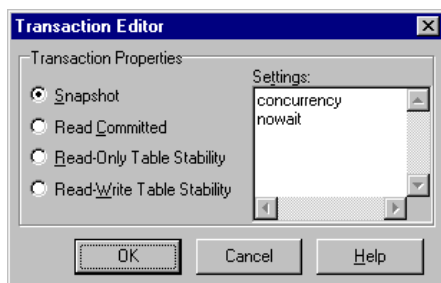 Transaction Editor
Transaction Properties
Snapshot
Read Committed
Read-Only Table Stability
Read-Write Table Stability
Settings:
concurrency
nowait
OK
Cancel
Help